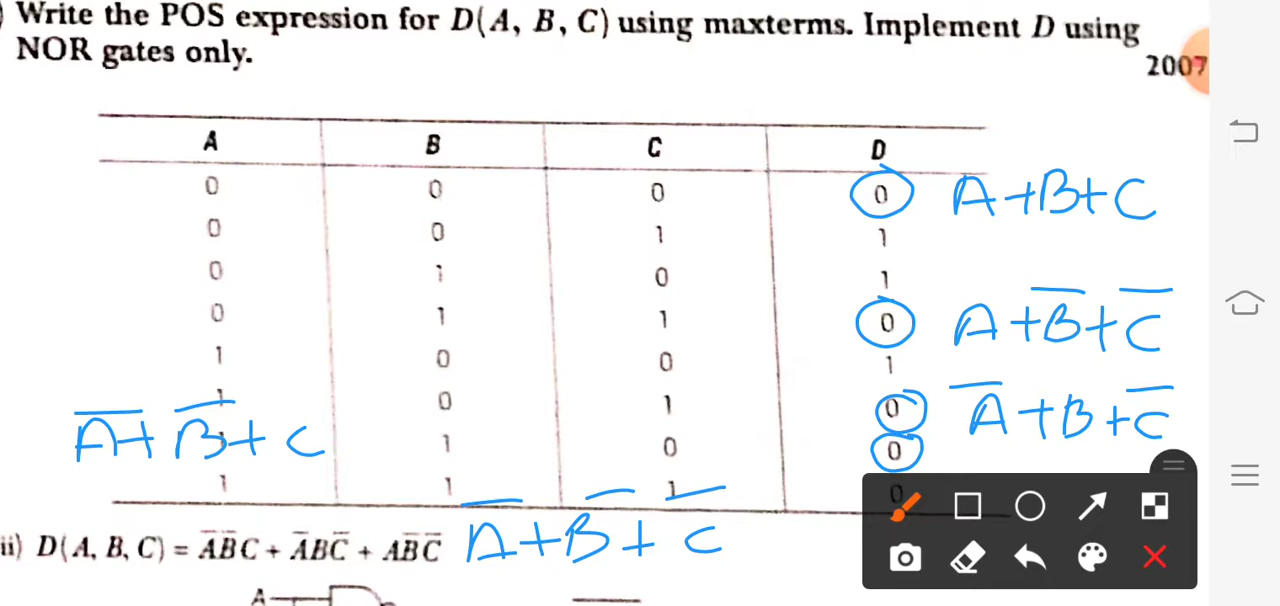 Write the POS expression for D(A, B, C) using maxterms. Implement D using
NOR gates only.
2007
A B C D
0 0 0 0 A+B+C
0 0 1 1
0 1 0 1
0 1 1 0 A+B̅+C̅
1 0 0 1
1 0 1 0 A̅+B+C̅
1 1 0 0 A̅+B̅+C
1 1 1 0 A̅+B̅+C̅
ii) D(A, B, C) = A̅B̅C + A̅BC̅ + AB̅C̅
A